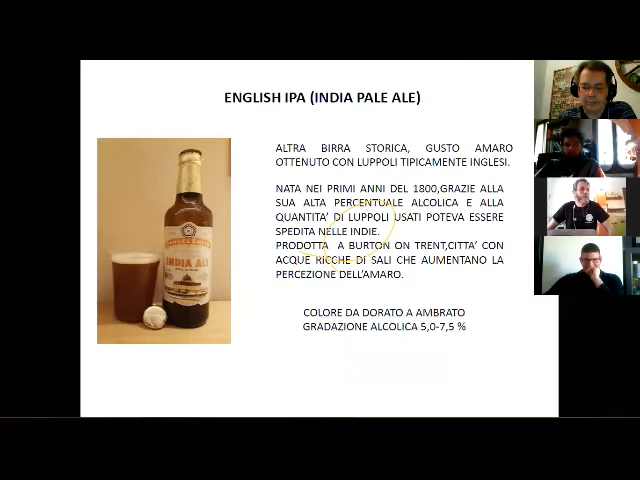 ENGLISH IPA (INDIA PALE ALE)
ALTRA BIRRA STORICA, GUSTO AMARO
OTTENUTO CON LUPPOLI TIPICAMENTE INGLESI.
NATA NEI PRIMI ANNI DEL 1800,GRAZIE ALLA
SUA ALTA PERCENTUALE ALCOLICA E ALLA
QUANTITA' DI LUPPOLI USATI POTEVA ESSERE
SPEDITA NELLE INDIE.
PRODOTTA A BURTON ON TRENT,CITTA' CON
ACQUE RICCHE DI SALI CHE AUMENTANO LA
PERCEZIONE DELL'AMARO.
COLORE DA DORATO A AMBRATO
GRADAZIONE ALCOLICA 5,0-7,5 %
SAMUEL SMITH
INDIA ALE